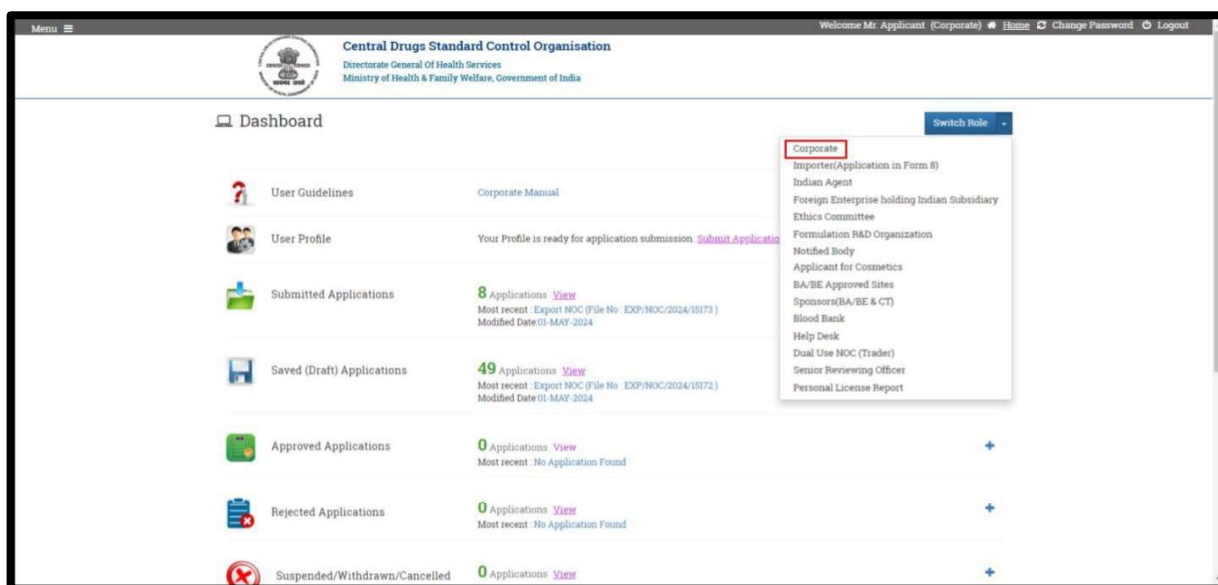 Menu
Welcome Mr. Applicant (Corporate) Home Change Password Logout
Central Drugs Standard Control Organisation
Directorate General Of Health Services
Ministry of Health & Family Welfare, Government of India
Dashboard
Switch Role
Corporate
Importer(Application in Form 8)
Indian Agent
Foreign Enterprise holding Indian Subsidiary
Ethics Committee
Formulation R&D Organization
Notified Body
Applicant for Cosmetics
BA/BE Approved Sites
Sponsors(BA/BE & CT)
Blood Bank
Help Desk
Dual Use NOC (Trader)
Senior Reviewing Officer
Personal License Report
User Guidelines
Corporate Manual
User Profile
Your Profile is ready for application submission. Submit Applicatio
Submitted Applications
8 Applications View
Most recent : Export NOC (File No : EXP/NOC/2024/15173 )
Modified Date:01-MAY-2024
Saved (Draft) Applications
49 Applications View
Most recent : Export NOC (File No : EXP/NOC/2024/15172 )
Modified Date:01-MAY-2024
Approved Applications
0 Applications View
Most recent : No Application Found
Rejected Applications
0 Applications View
Most recent : No Application Found
Suspended/Withdrawn/Cancelled
0 Applications View